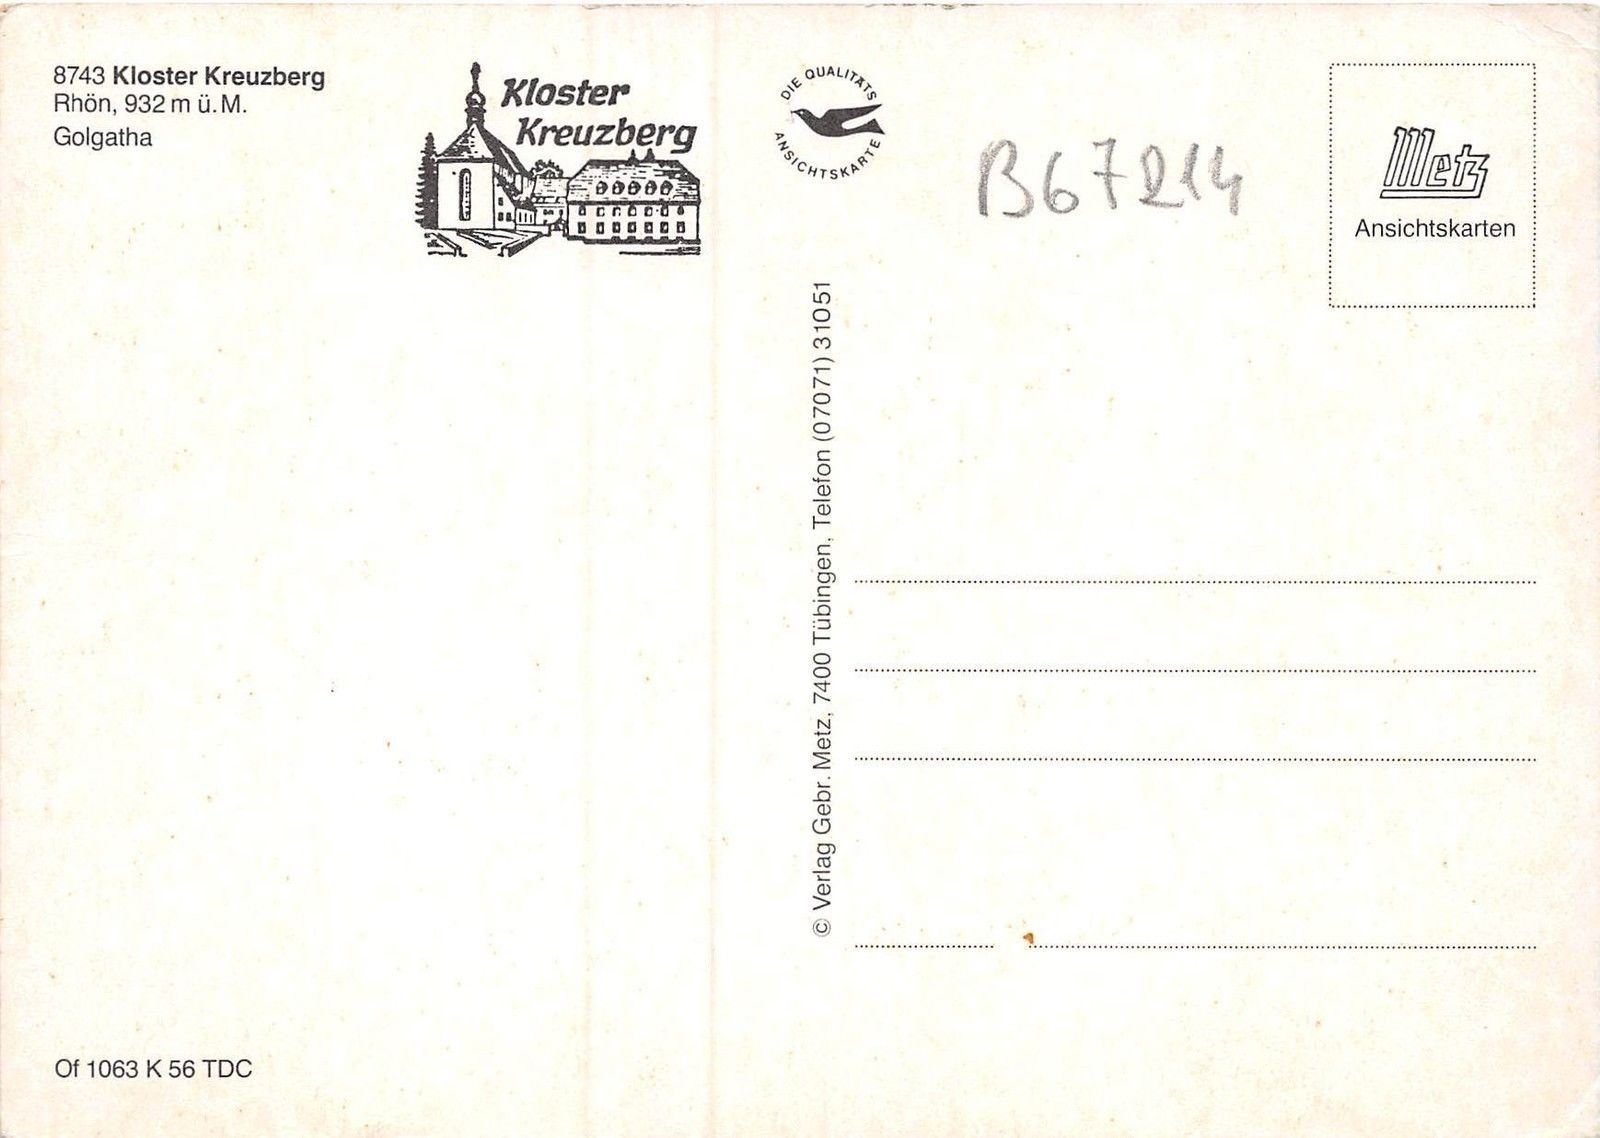 8743 Kloster Kreuzberg
Rhön, 932 m ü. M.
Golgatha
Kloster
Kreuzberg
DIE QUALITÄTS
ANSICHTSKARTE
B67214
Metz
Ansichtskarten
© Verlag Gebr. Metz, 7400 Tübingen, Telefon (07071) 31051
Of 1063 K 56 TDC